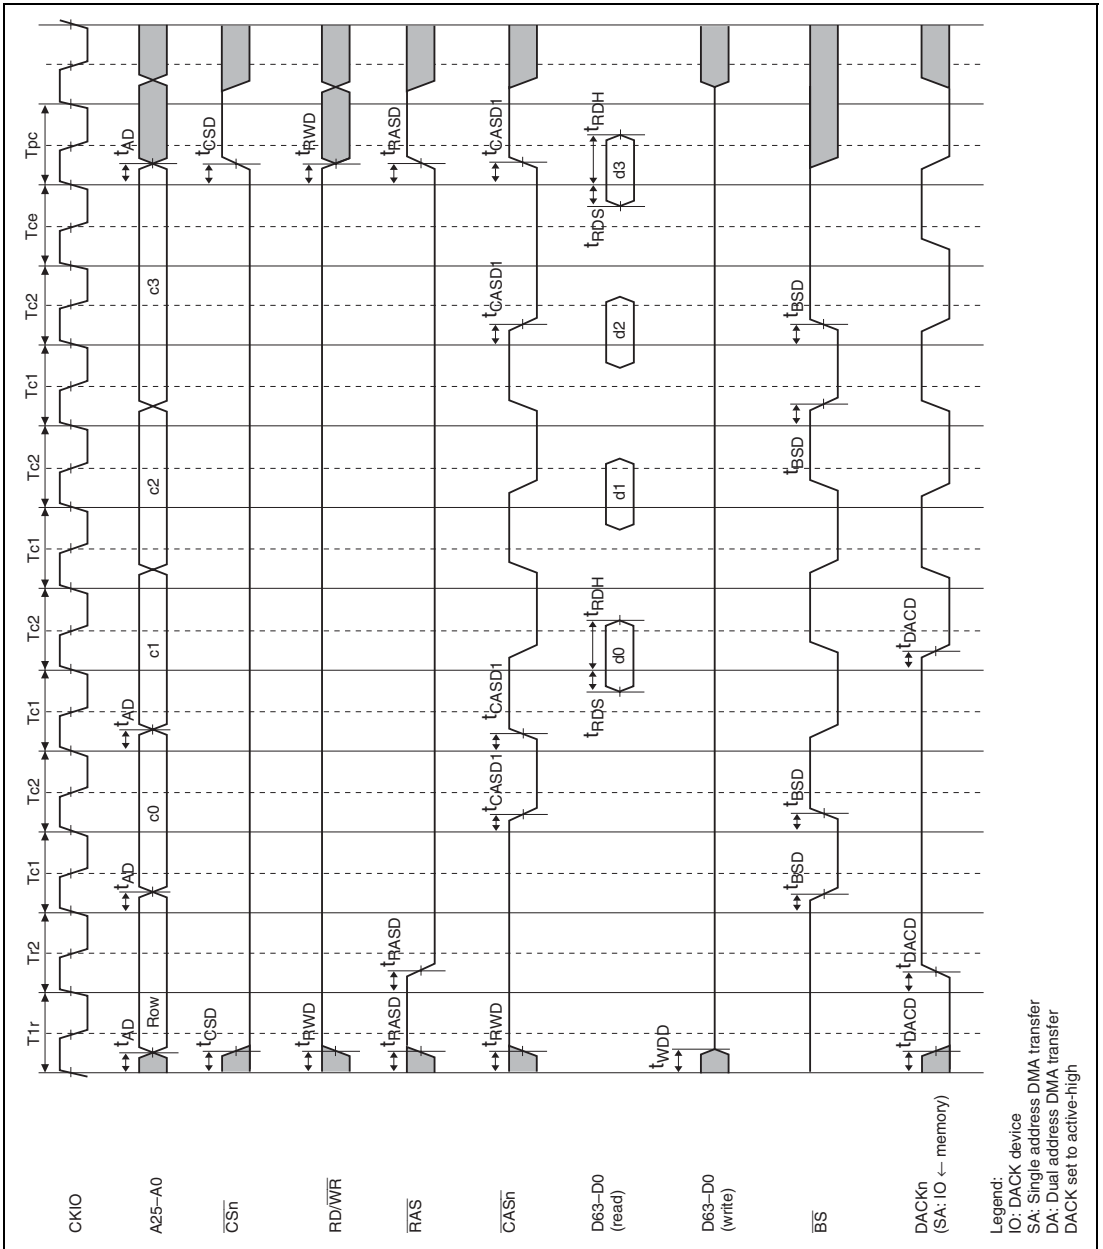 T1r Tr2 Tc1 Tc2 Tc1 Tc2 Tc1 Tc2 Tc1 Tc2 Tce Tpc
CKIO
A25–A0
tAD Row tAD c0 tAD c1 c2 c3 tAD
CSn
tCSD tCSD
RD/WR
tRWD tRWD
RAS
tRASD tRASD tRASD
CASn
tRWD tCASD1 tCASD1 tCASD1 tCASD1
D63–D0
(read)
tRDS d0 tRDH d1 d2 tRDS d3 tRDH
D63–D0
(write)
tWDD
BS
tBSD tBSD tBSD tBSD
DACKn
(SA: IO ← memory)
tDACD tDACD tDACD
Legend:
IO: DACK device
SA: Single address DMA transfer
DA: Dual address DMA transfer
DACK set to active-high